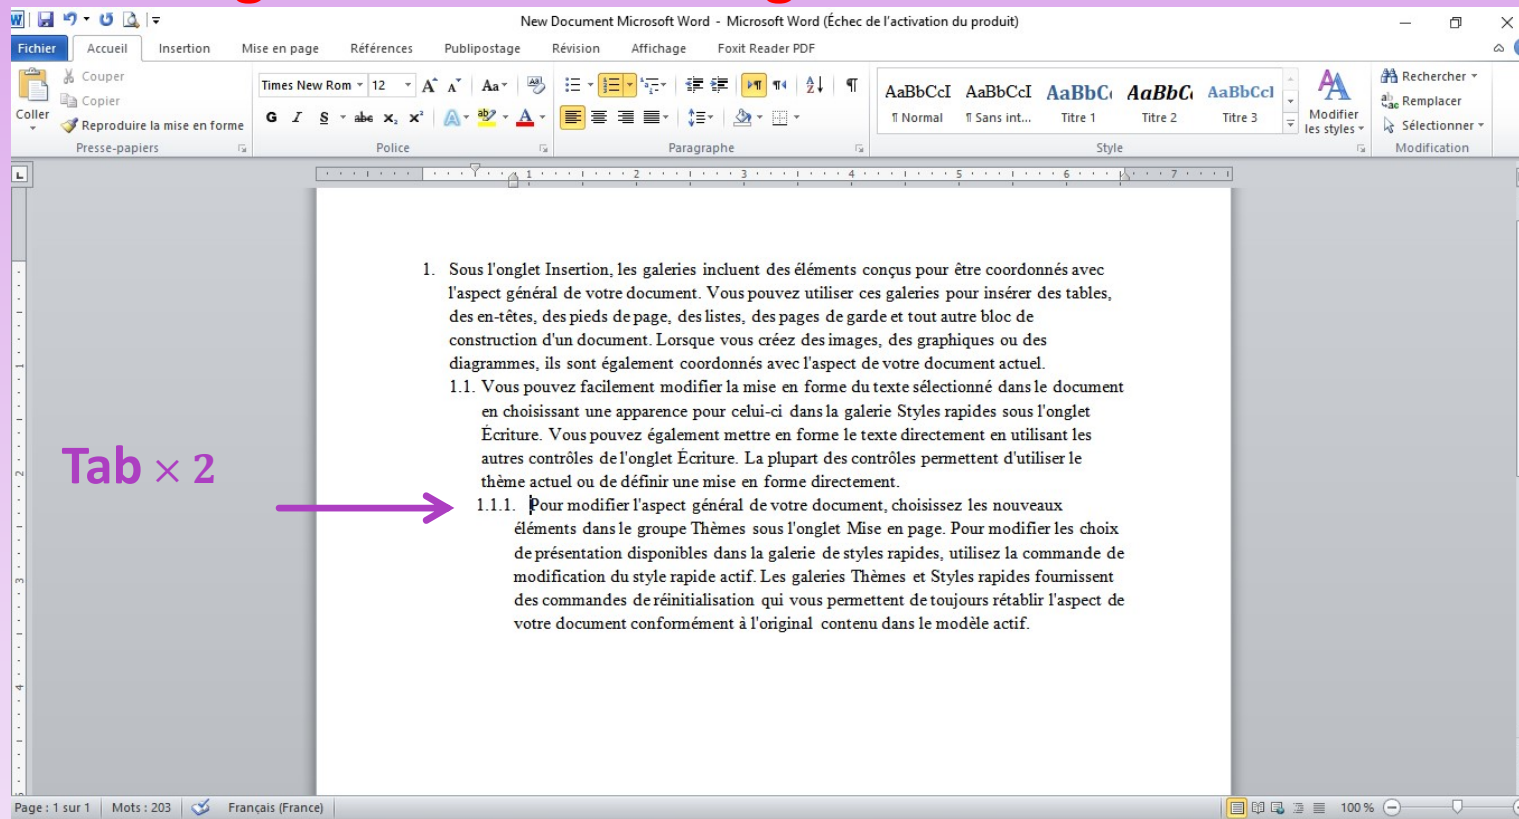 New Document Microsoft Word - Microsoft Word (Échec de l'activation du produit)
Fichier Accueil Insertion Mise en page Références Publipostage Révision Affichage Foxit Reader PDF
Coller
Couper
Copier
Reproduire la mise en forme
Presse-papiers
Times New Rom 12
G I S abc x₂ x²
Police
Paragraphe
AaBbCcI AaBbCcI AaBbC AaBbC AaBbCcI
¶ Normal ¶ Sans int... Titre 1 Titre 2 Titre 3
Modifier
les styles
Style
Rechercher
Remplacer
Sélectionner
Modification
1 2 3 4 5 6 7
1. Sous l'onglet Insertion, les galeries incluent des éléments conçus pour être coordonnés avec
l'aspect général de votre document. Vous pouvez utiliser ces galeries pour insérer des tables,
des en-têtes, des pieds de page, des listes, des pages de garde et tout autre bloc de
construction d'un document. Lorsque vous créez des images, des graphiques ou des
diagrammes, ils sont également coordonnés avec l'aspect de votre document actuel.
1.1. Vous pouvez facilement modifier la mise en forme du texte sélectionné dans le document
en choisissant une apparence pour celui-ci dans la galerie Styles rapides sous l'onglet
Écriture. Vous pouvez également mettre en forme le texte directement en utilisant les
autres contrôles de l'onglet Écriture. La plupart des contrôles permettent d'utiliser le
thème actuel ou de définir une mise en forme directement.
Tab × 2
1.1.1. Pour modifier l'aspect général de votre document, choisissez les nouveaux
éléments dans le groupe Thèmes sous l'onglet Mise en page. Pour modifier les choix
de présentation disponibles dans la galerie de styles rapides, utilisez la commande de
modification du style rapide actif. Les galeries Thèmes et Styles rapides fournissent
des commandes de réinitialisation qui vous permettent de toujours rétablir l'aspect de
votre document conformément à l'original contenu dans le modèle actif.
Page : 1 sur 1 Mots : 203 Français (France) 100 %